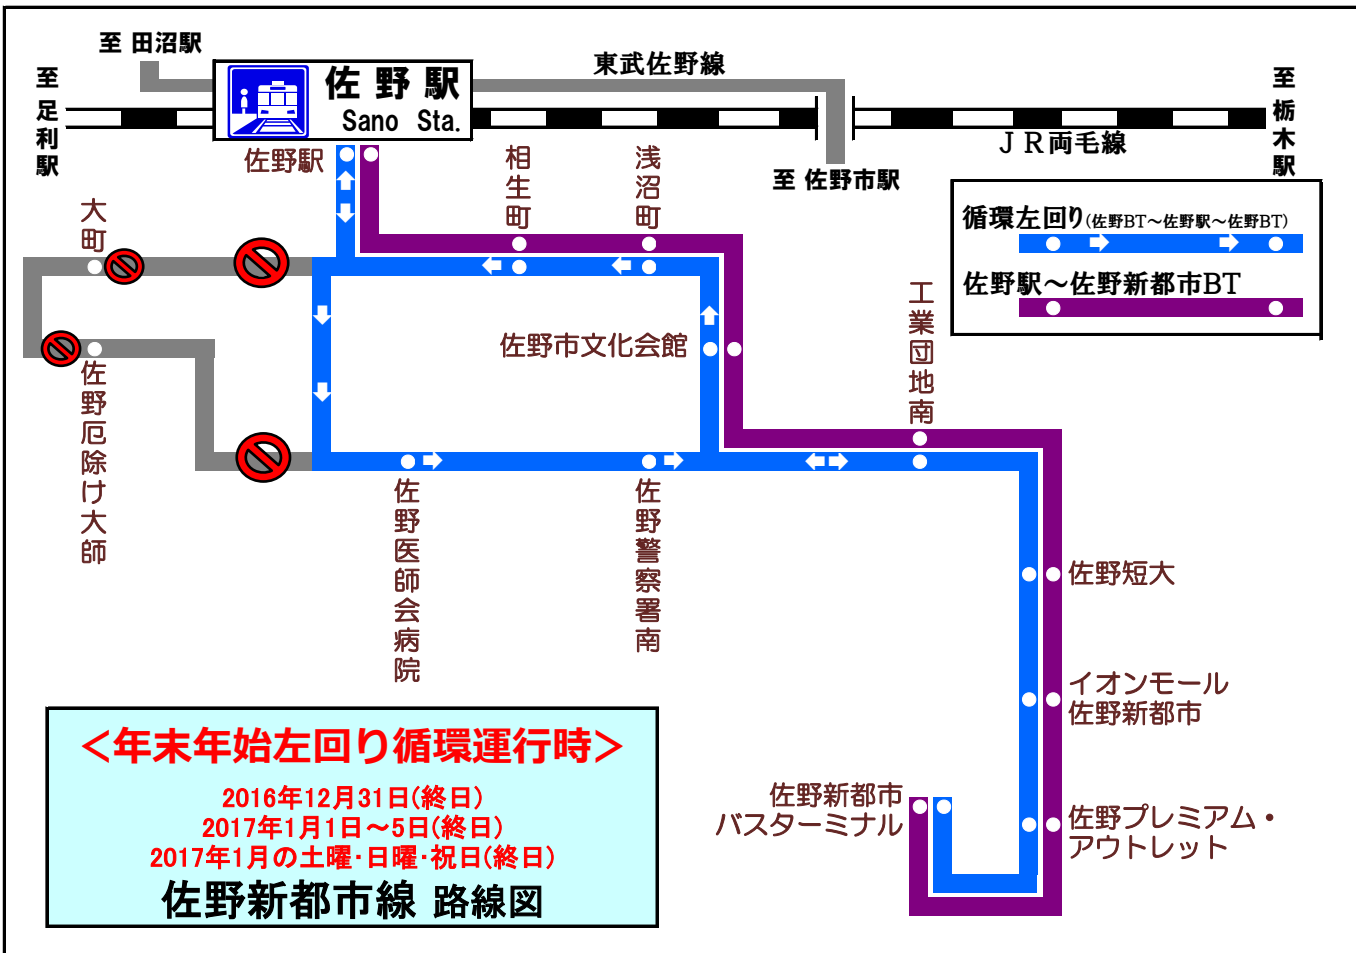 至 田沼駅
至足利駅
佐野駅
Sano Sta.
東武佐野線
至栃木駅
JR両毛線
至 佐野市駅
佐野駅
相生町
浅沼町
大町
循環左回り(佐野BT～佐野駅～佐野BT)
佐野駅～佐野新都市BT
佐野市文化会館
工業団地南
佐野厄除け大師
佐野医師会病院
佐野警察署南
佐野短大
イオンモール
佐野新都市
佐野新都市
バスターミナル
佐野プレミアム・
アウトレット
＜年末年始左回り循環運行時＞
2016年12月31日(終日)
2017年1月1日～5日(終日)
2017年1月の土曜･日曜･祝日(終日)
佐野新都市線 路線図